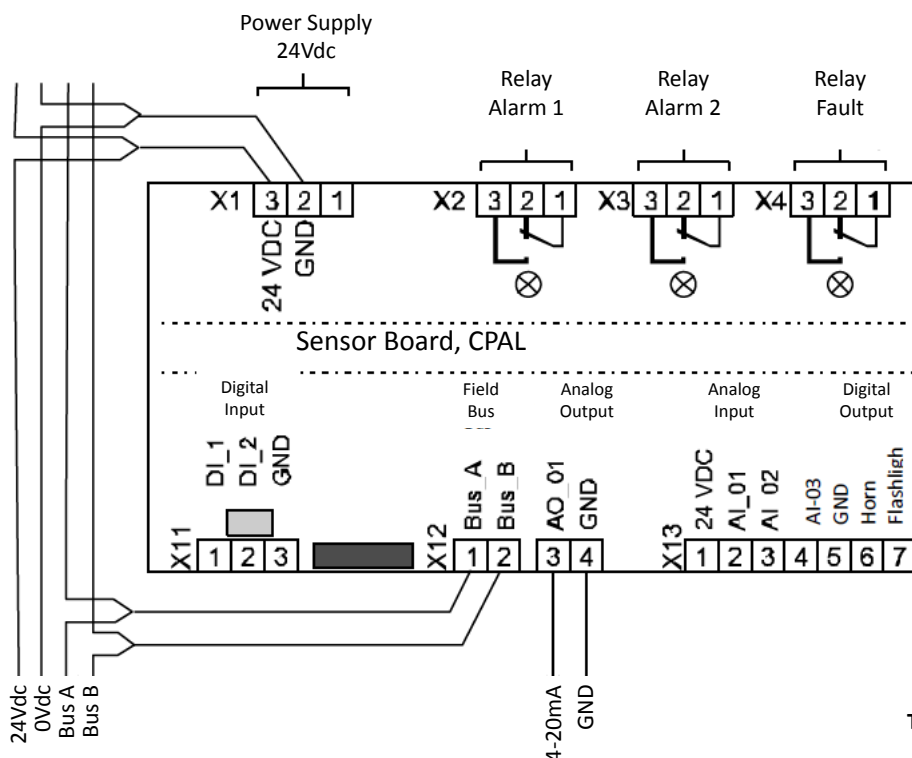 Power Supply
24Vdc
Relay
Alarm 1
Relay
Alarm 2
Relay
Fault
X1 3 2 1
X2 3 2 1
X3 3 2 1
X4 3 2 1
24 VDC
GND
Sensor Board, CPAL
Digital
Input
Field
Bus
Analog
Output
Analog
Input
Digital
Output
DI_1
DI_2
GND
Bus_A
Bus_B
AO_01
GND
24 VDC
AI_01
AI 02
AI-03
GND
Horn
Flashligh
X11 1 2 3
X12 1 2 3 4
X13 1 2 3 4 5 6 7
24Vdc
0Vdc
Bus A
Bus B
4-20mA
GND
T